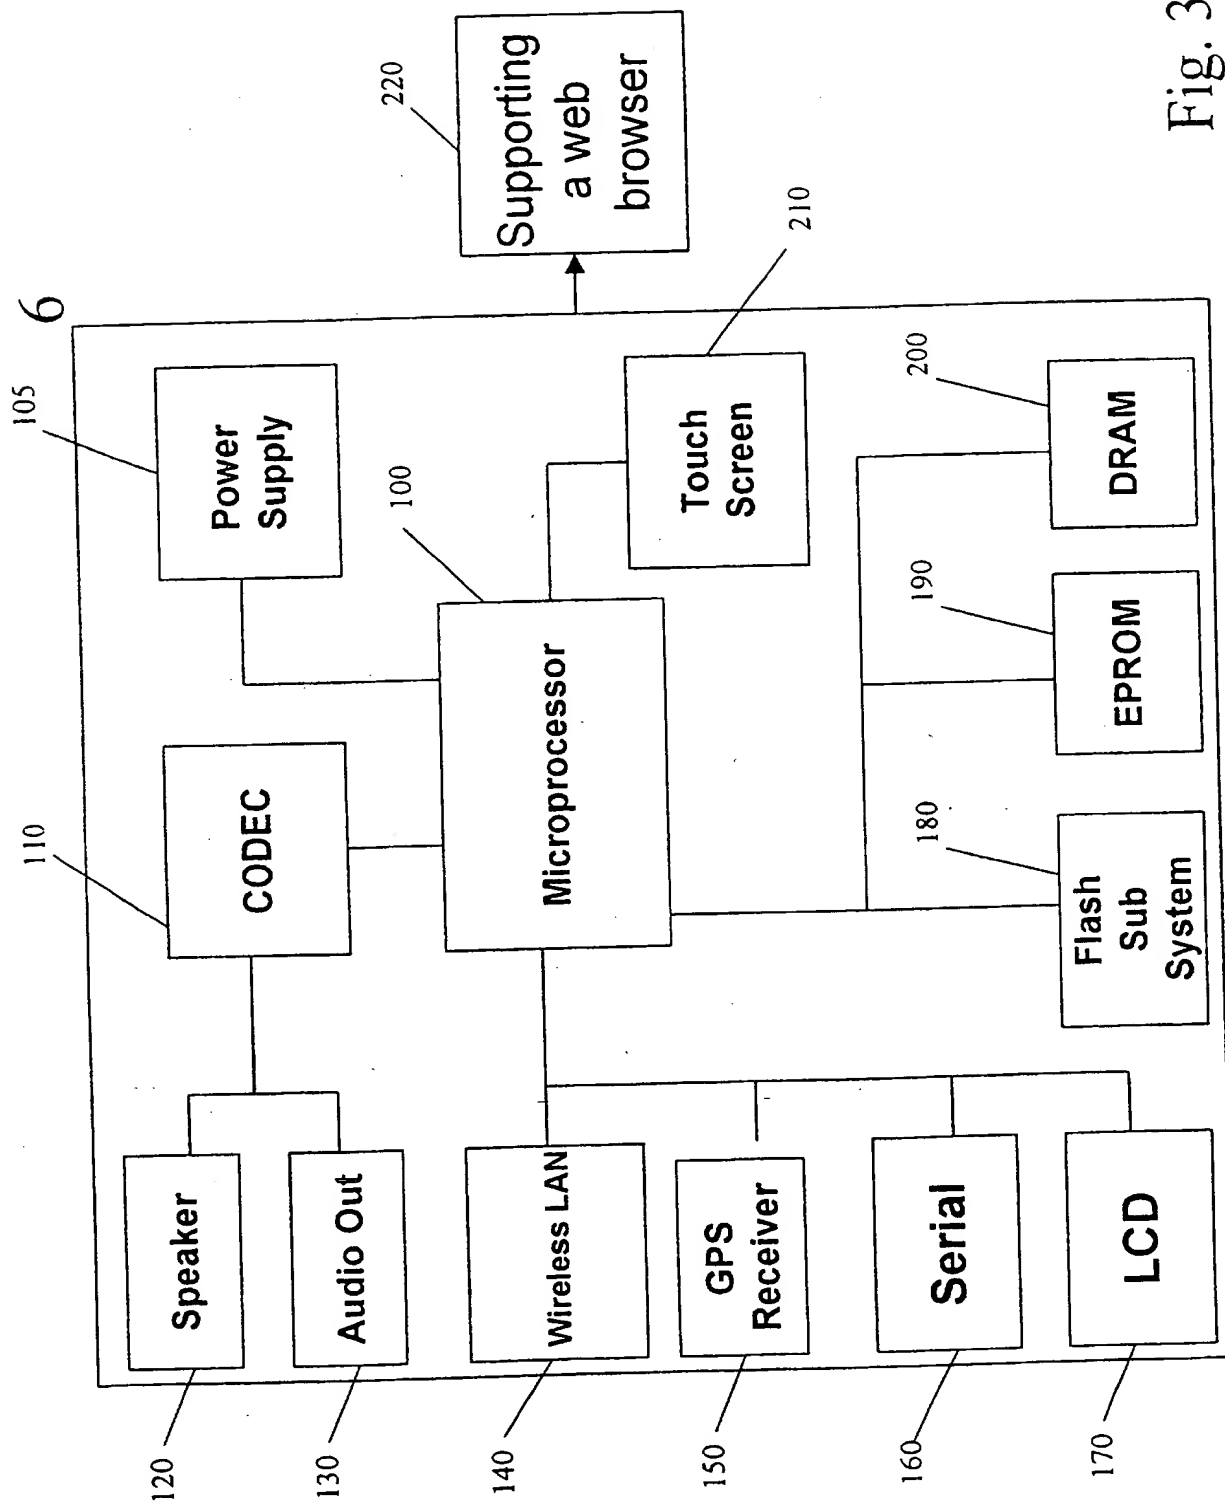 6
105
Power
Supply
110
CODEC
Speaker
120
Audio Out
130
100
Microprocessor
220
Supporting
a web
browser
Wireless LAN
140
GPS
Receiver
150
Serial
160
LCD
170
Touch
Screen
210
180
Flash
Sub
System
190
EPROM
200
DRAM
Fig. 3